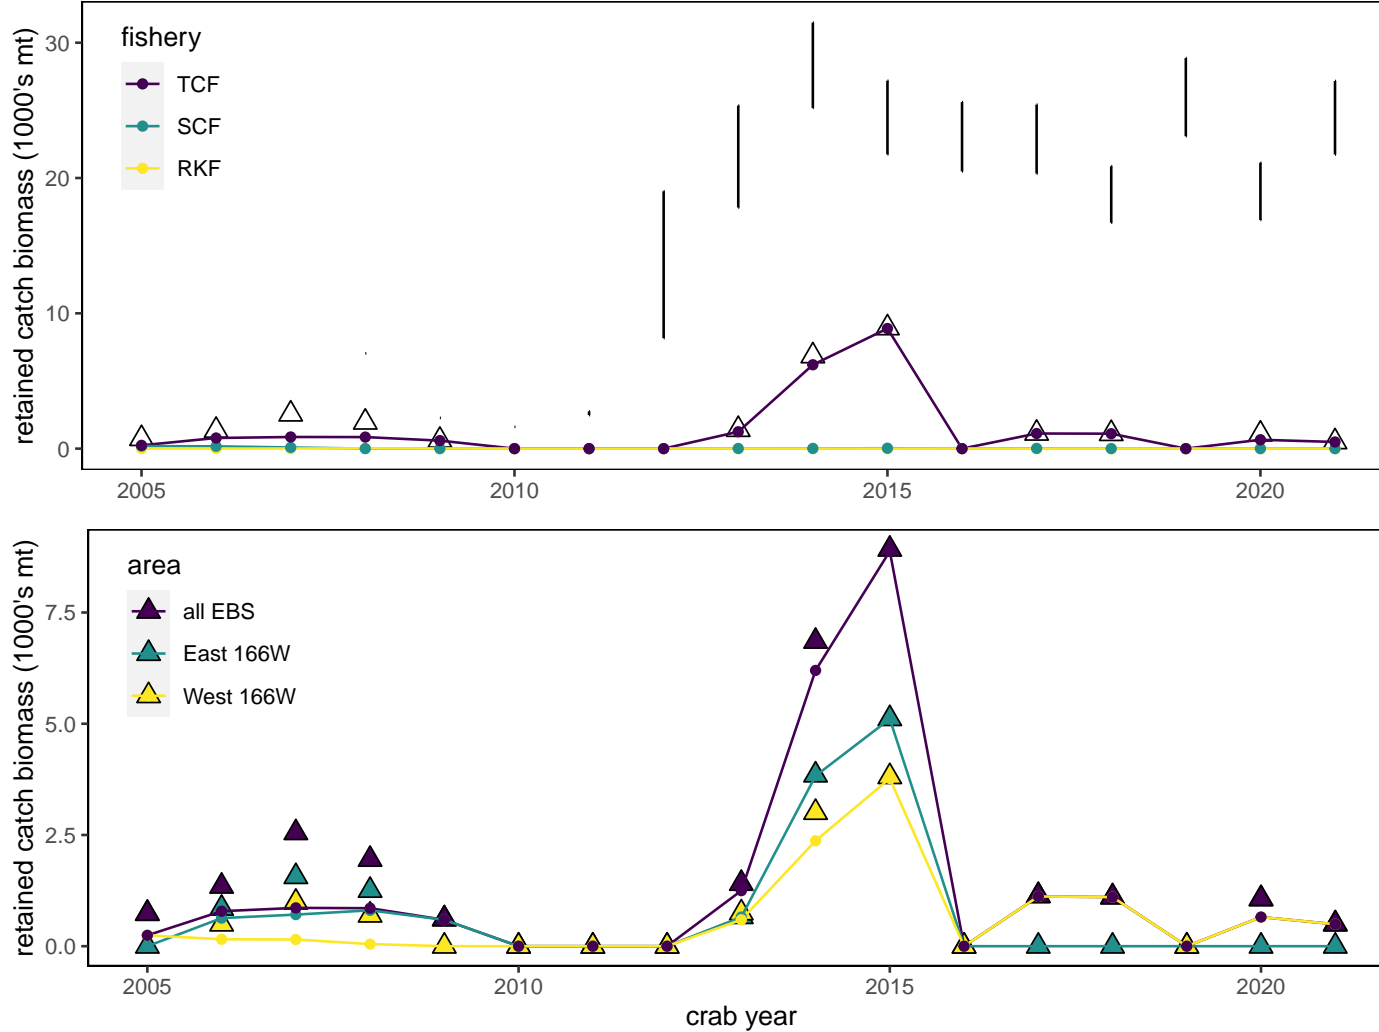 retained catch biomass (1000's mt)
30
20
10
0
fishery
TCF
SCF
RKF
2005 2010 2015 2020
retained catch biomass (1000's mt)
7.5
5.0
2.5
0.0
area
all EBS
East 166W
West 166W
2005 2010 2015 2020
crab year